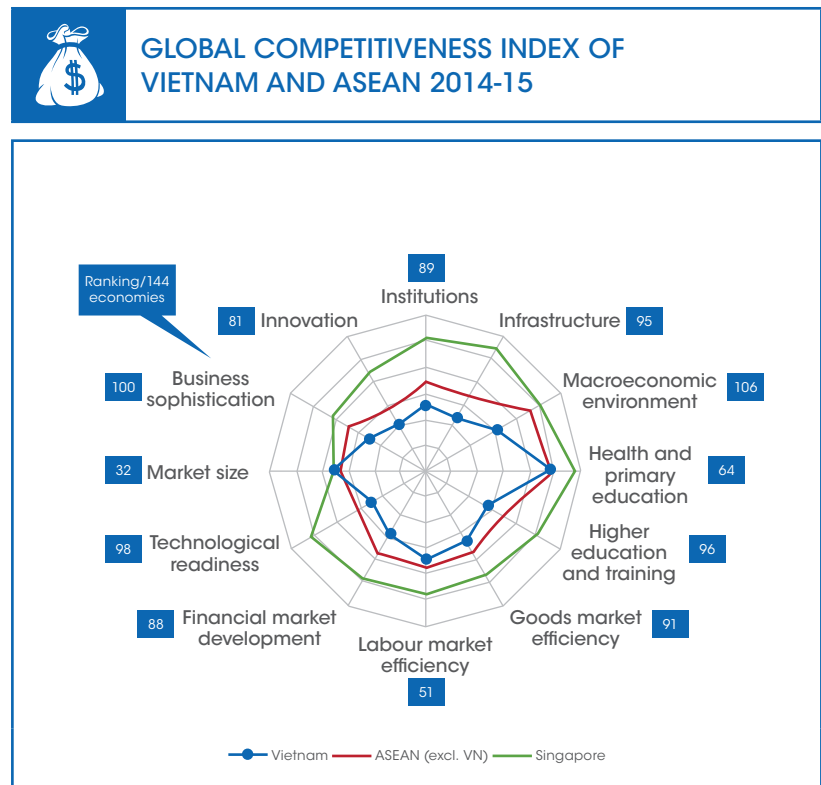 GLOBAL COMPETITIVENESS INDEX OF
VIETNAM AND ASEAN 2014-15
$
Ranking/144
economies
89
Institutions
Infrastructure 95
Macroeconomic
environment
106
Health and
primary
education
64
Higher
education
and training
96
Goods market
efficiency
91
Labour market
efficiency
51
Financial market
development
88
Technological
readiness
98
Market size
32
Business
sophistication
100
Innovation
81
Vietnam
ASEAN (excl. VN)
Singapore